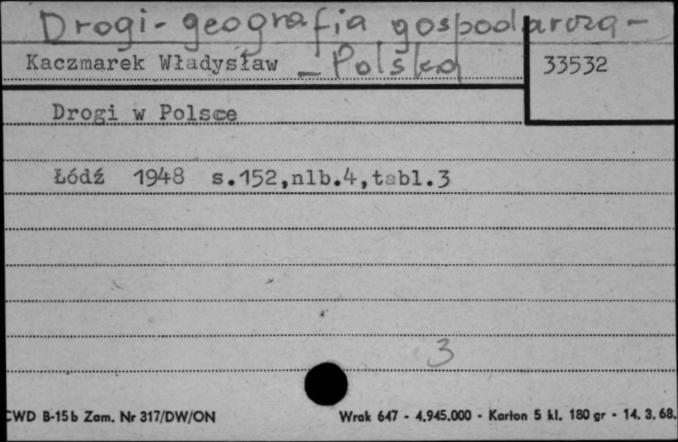 Drogi - geografia gospodarcza -
Kaczmarek Władysław - Polska 33532
Drogi w Polsce
Łódź 1948 s.152,nlb.4,tabl.3
3
CWD B-15b Zam. Nr 317/DW/ON Wrak 647 - 4.945.000 - Karton 5 kl. 180 gr - 14. 3. 68.